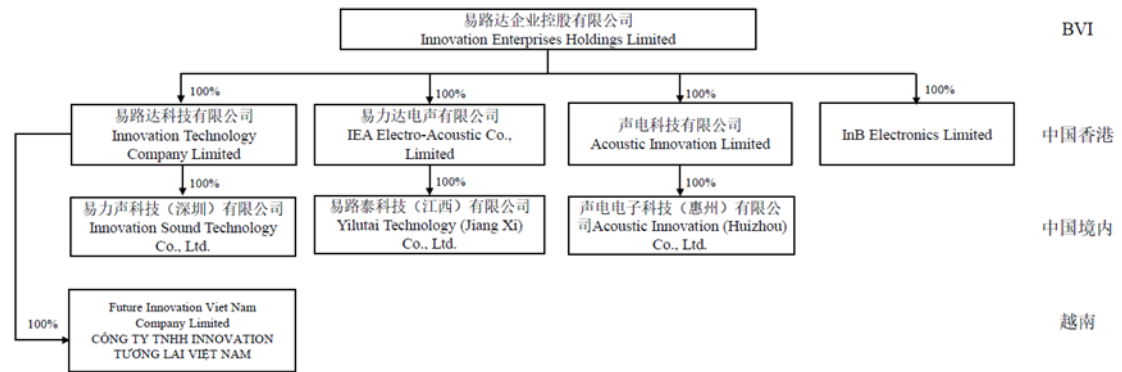 易路达企业控股有限公司
Innovation Enterprises Holdings Limited
BVI
100%
100%
100%
100%
易路达科技有限公司
Innovation Technology
Company Limited
易力达电声有限公司
IEA Electro-Acoustic Co.,
Limited
声电科技有限公司
Acoustic Innovation Limited
InB Electronics Limited
中国香港
100%
100%
100%
易力声科技（深圳）有限公司
Innovation Sound Technology
Co., Ltd.
易路泰科技（江西）有限公司
Yilutai Technology (Jiang Xi)
Co., Ltd.
声电电子科技（惠州）有限公
司Acoustic Innovation (Huizhou)
Co., Ltd.
中国境内
100%
Future Innovation Viet Nam
Company Limited
CÔNG TY TNHH INNOVATION
TƯƠNG LAI VIỆT NAM
越南